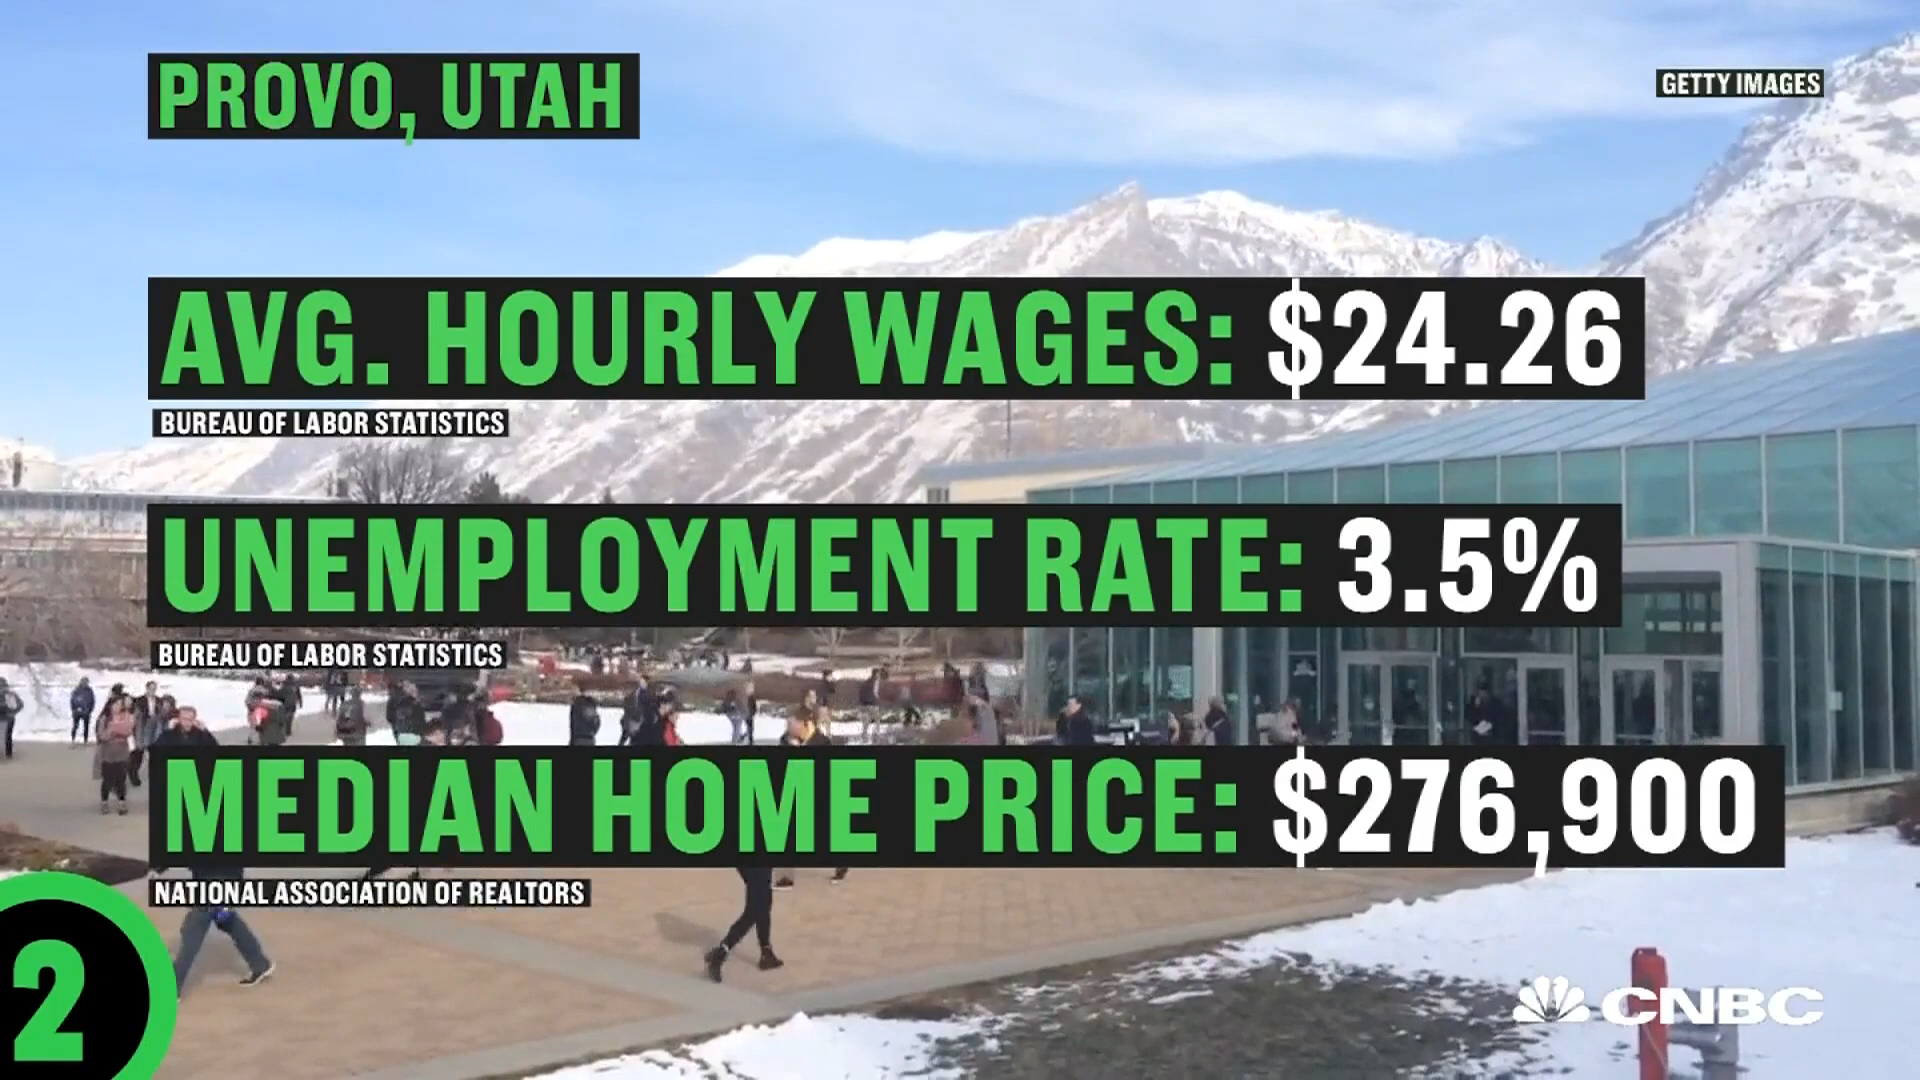 PROVO, UTAH
GETTY IMAGES
AVG. HOURLY WAGES: $24.26
BUREAU OF LABOR STATISTICS
UNEMPLOYMENT RATE: 3.5%
BUREAU OF LABOR STATISTICS
MEDIAN HOME PRICE: $276,900
NATIONAL ASSOCIATION OF REALTORS
2
CNBC